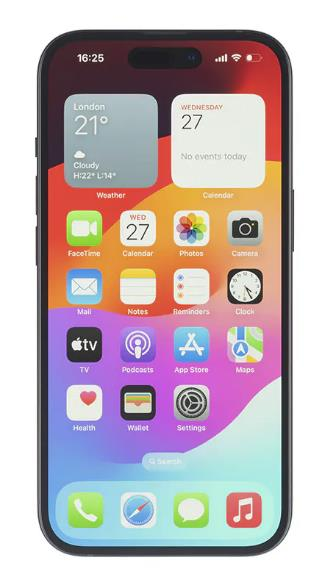 16:25
London
21°
Cloudy
H:22° L:14°
Weather
WEDNESDAY
27
No events today
Calendar
FaceTime
WED
27
Calendar
Photos
Camera
Mail
Notes
Reminders
Clock
tv
TV
Podcasts
App Store
Maps
Health
Wallet
Settings
Search